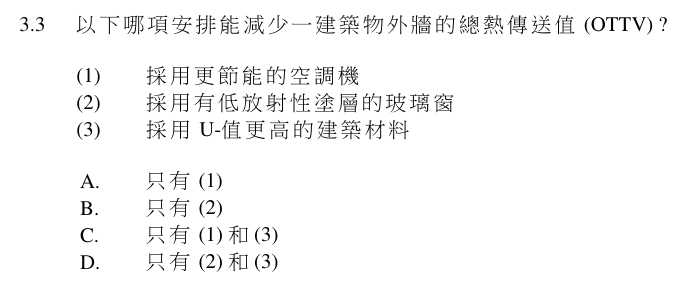 3.3 以下哪項安排能減少一建築物外牆的總熱傳送值 (OTTV)？
(1) 採用更節能的空調機
(2) 採用有低放射性塗層的玻璃窗
(3) 採用 U-值更高的建築材料
A. 只有 (1)
B. 只有 (2)
C. 只有 (1) 和 (3)
D. 只有 (2) 和 (3)